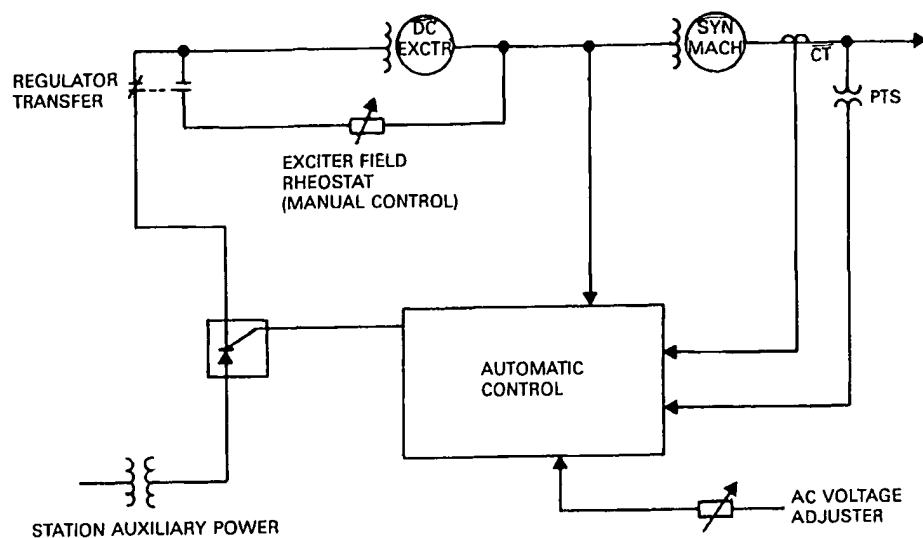 DC
EXCTR
SYN
MACH
CT
PTS
REGULATOR
TRANSFER
EXCITER FIELD
RHEOSTAT
(MANUAL CONTROL)
AUTOMATIC
CONTROL
AC VOLTAGE
ADJUSTER
STATION AUXILIARY POWER